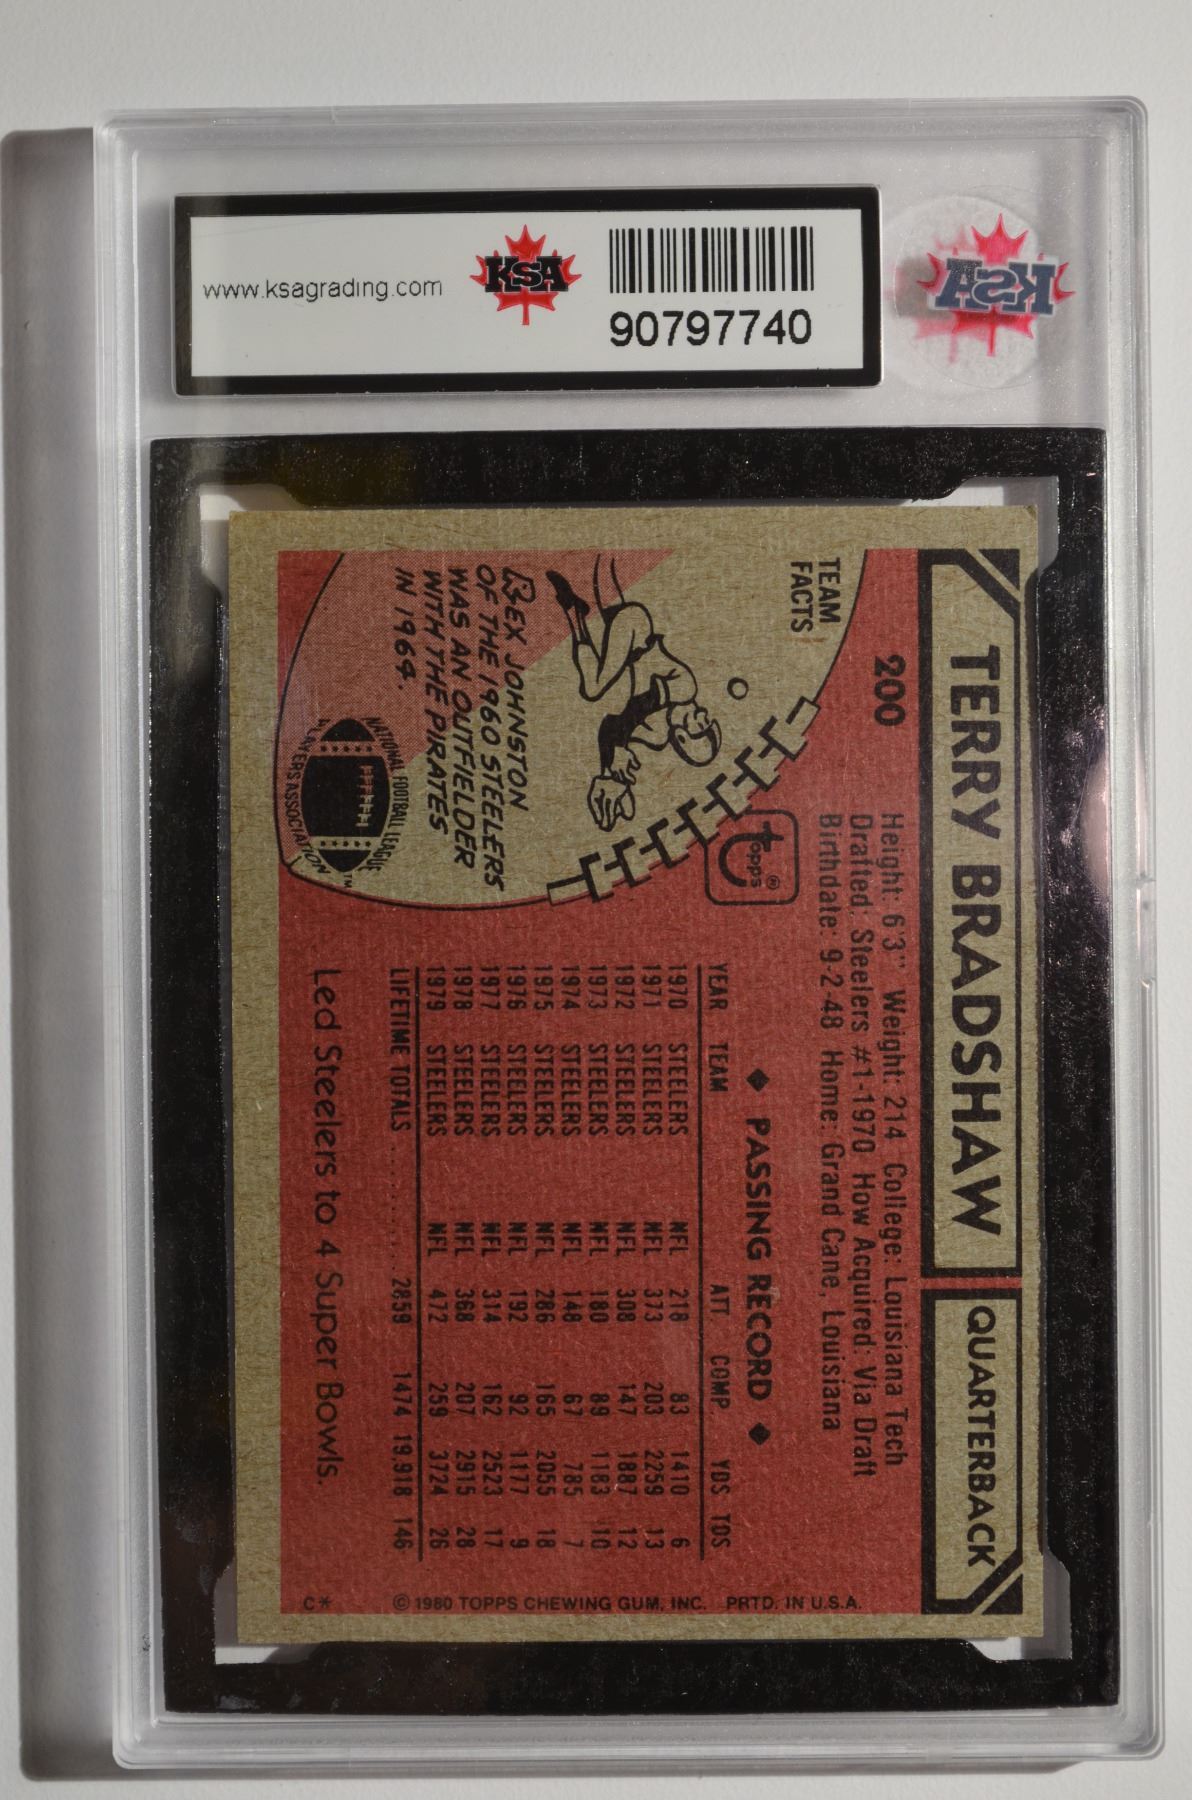 www.ksagrading.com
KSA
90797740
KSA
TERRY BRADSHAW
QUARTERBACK
200
Height: 6'3" Weight: 214 College: Louisiana Tech
Drafted: Steelers #1-1970 How Acquired: Via Draft
Birthdate: 9-2-48 Home: Grand Cane, Louisiana
TEAM
FACTS
REX JOHNSTON
OF THE 1960 STEELERS
WAS AN OUTFIELDER
WITH THE PIRATES
IN 1964.
NATIONAL FOOTBALL LEAGUE
PLAYERS ASSOCIATION
TM
topps®
◆ PASSING RECORD ◆
YEAR TEAM ATT. COMP YDS TDS
1970 STEELERS NFL 218 83 1410 6
1971 STEELERS NFL 373 203 2259 13
1972 STEELERS NFL 308 147 1887 12
1973 STEELERS NFL 180 89 1183 10
1974 STEELERS NFL 148 67 785 7
1975 STEELERS NFL 286 165 2055 18
1976 STEELERS NFL 192 92 1177 9
1977 STEELERS NFL 314 162 2523 17
1978 STEELERS NFL 368 207 2915 28
1979 STEELERS NFL 472 259 3724 26
LIFETIME TOTALS .......... 2859 1474 19,918 146
Led Steelers to 4 Super Bowls.
C* © 1980 TOPPS CHEWING GUM, INC. PRTD. IN U.S.A.